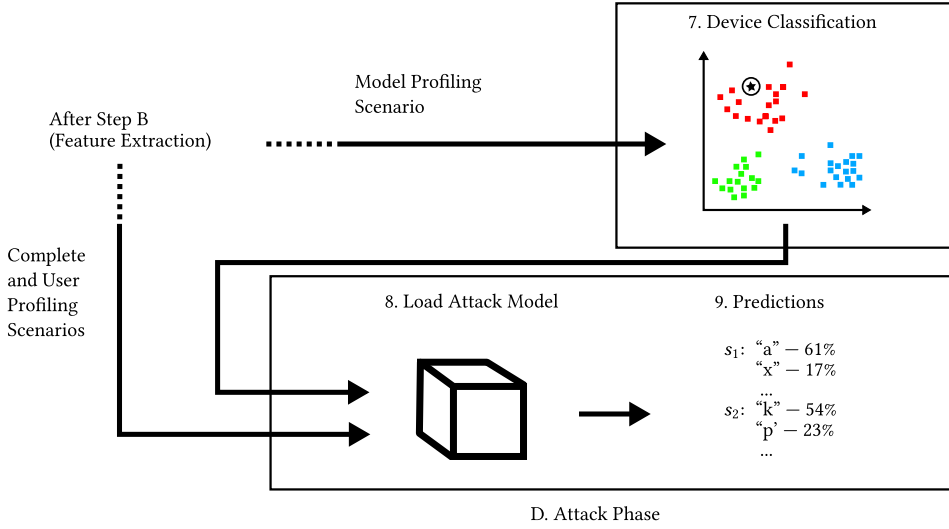 7. Device Classification
Model Profiling
Scenario
After Step B
(Feature Extraction)
Complete
and User
Profiling
Scenarios
8. Load Attack Model
9. Predictions
s₁: “a” – 61%
“x” – 17%
...
s₂: “k” – 54%
“p’ – 23%
...
D. Attack Phase